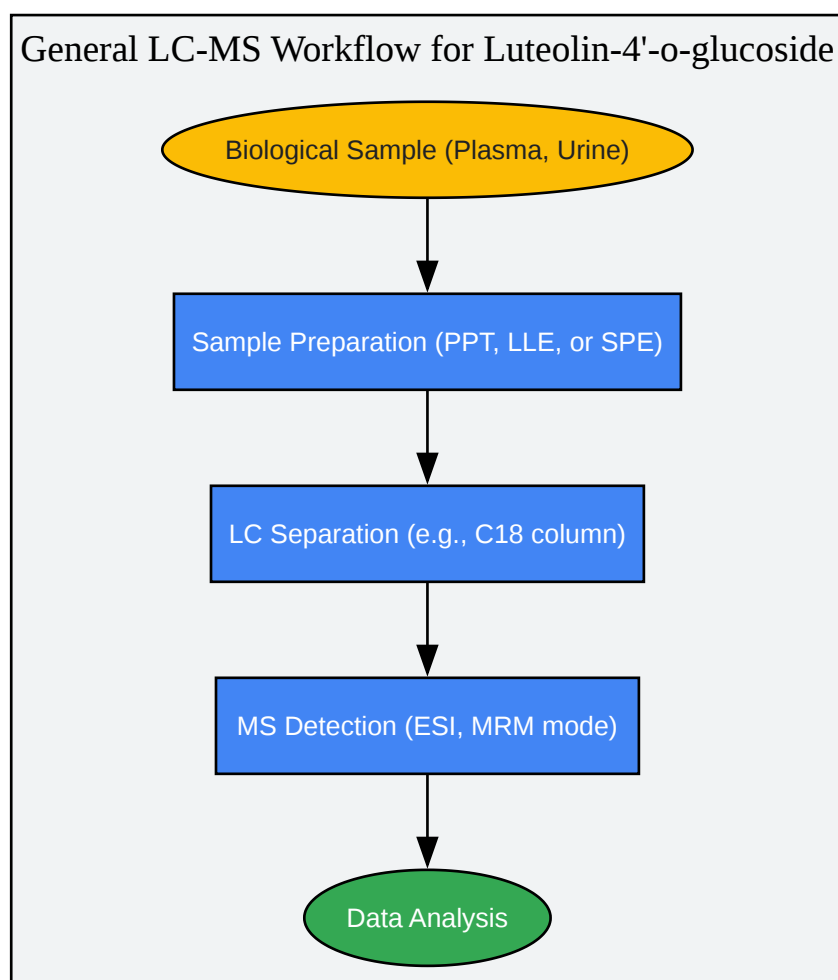 General LC-MS Workflow for Luteolin-4'-o-glucoside
Biological Sample (Plasma, Urine)
Sample Preparation (PPT, LLE, or SPE)
LC Separation (e.g., C18 column)
MS Detection (ESI, MRM mode)
Data Analysis